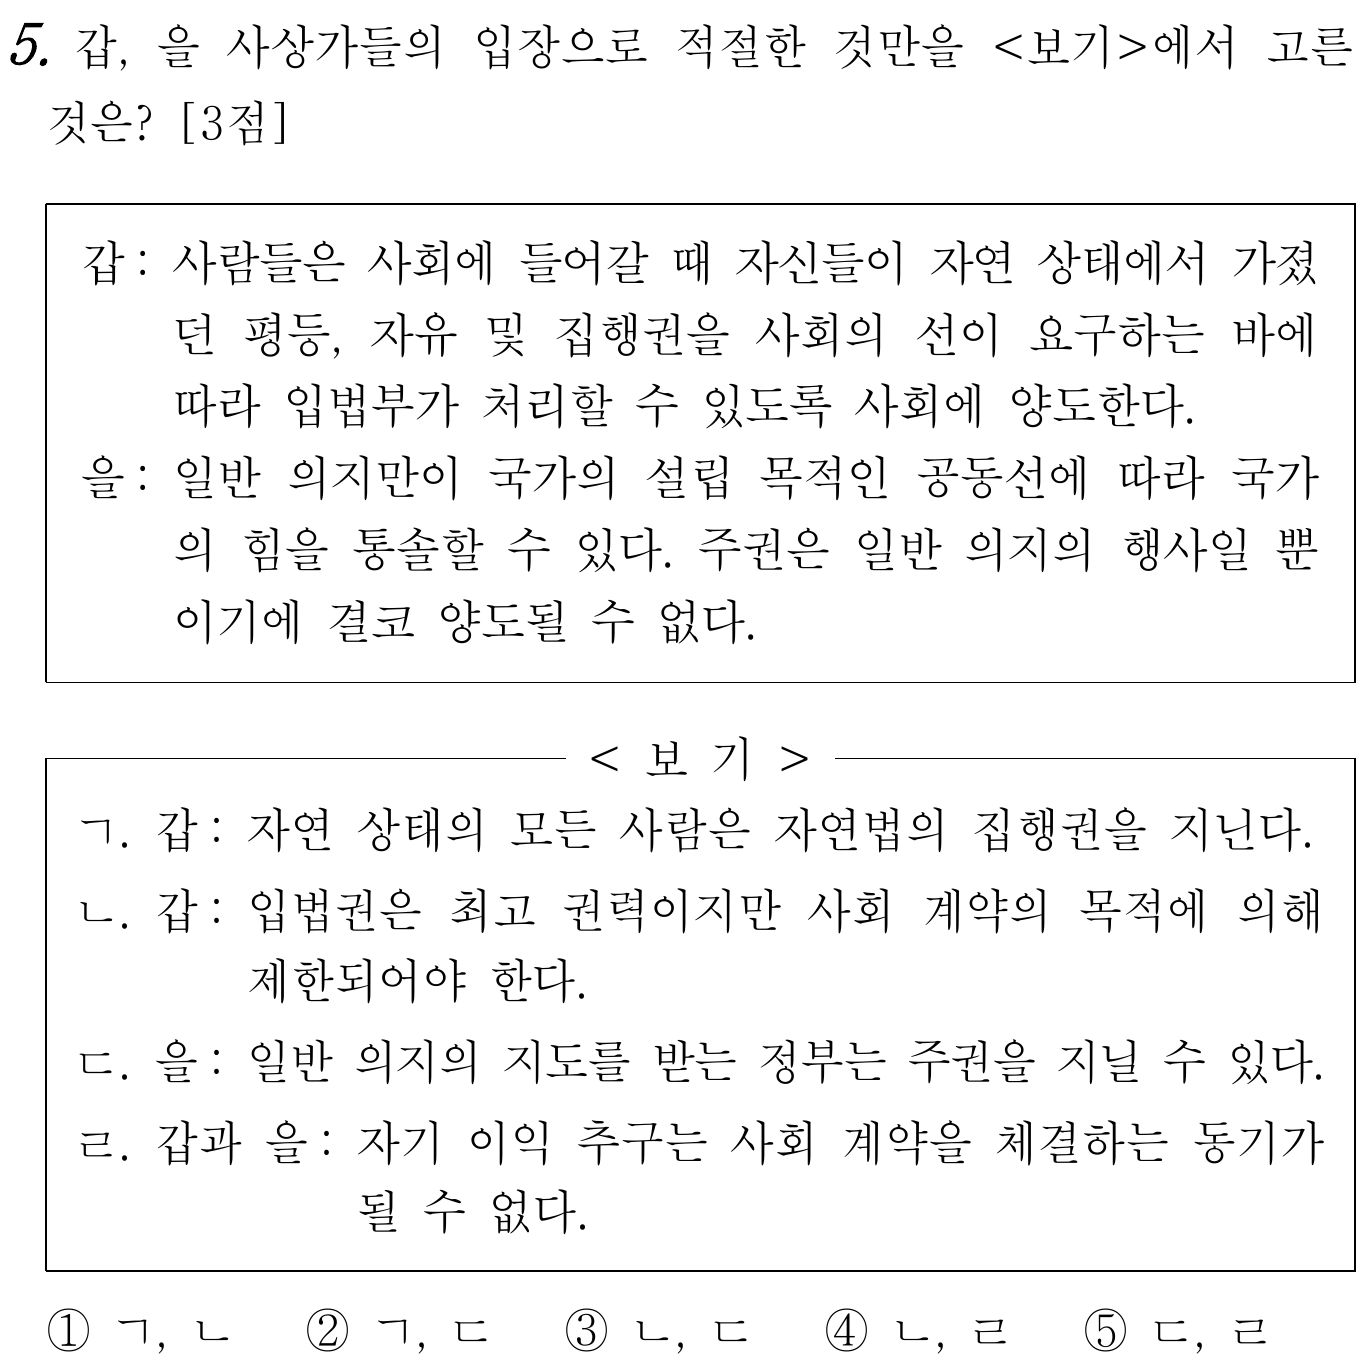 5. 갑, 을 사상가들의 입장으로 적절한 것만을 <보기>에서 고른
것은? [3점]
갑: 사람들은 사회에 들어갈 때 자신들이 자연 상태에서 가졌
던 평등, 자유 및 집행권을 사회의 선이 요구하는 바에
따라 입법부가 처리할 수 있도록 사회에 양도한다.
을: 일반 의지만이 국가의 설립 목적인 공동선에 따라 국가
의 힘을 통솔할 수 있다. 주권은 일반 의지의 행사일 뿐
이기에 결코 양도될 수 없다.
< 보 기 >
ㄱ. 갑: 자연 상태의 모든 사람은 자연법의 집행권을 지닌다.
ㄴ. 갑: 입법권은 최고 권력이지만 사회 계약의 목적에 의해
제한되어야 한다.
ㄷ. 을: 일반 의지의 지도를 받는 정부는 주권을 지닐 수 있다.
ㄹ. 갑과 을: 자기 이익 추구는 사회 계약을 체결하는 동기가
될 수 없다.
① ㄱ, ㄴ ② ㄱ, ㄷ ③ ㄴ, ㄷ ④ ㄴ, ㄹ ⑤ ㄷ, ㄹ